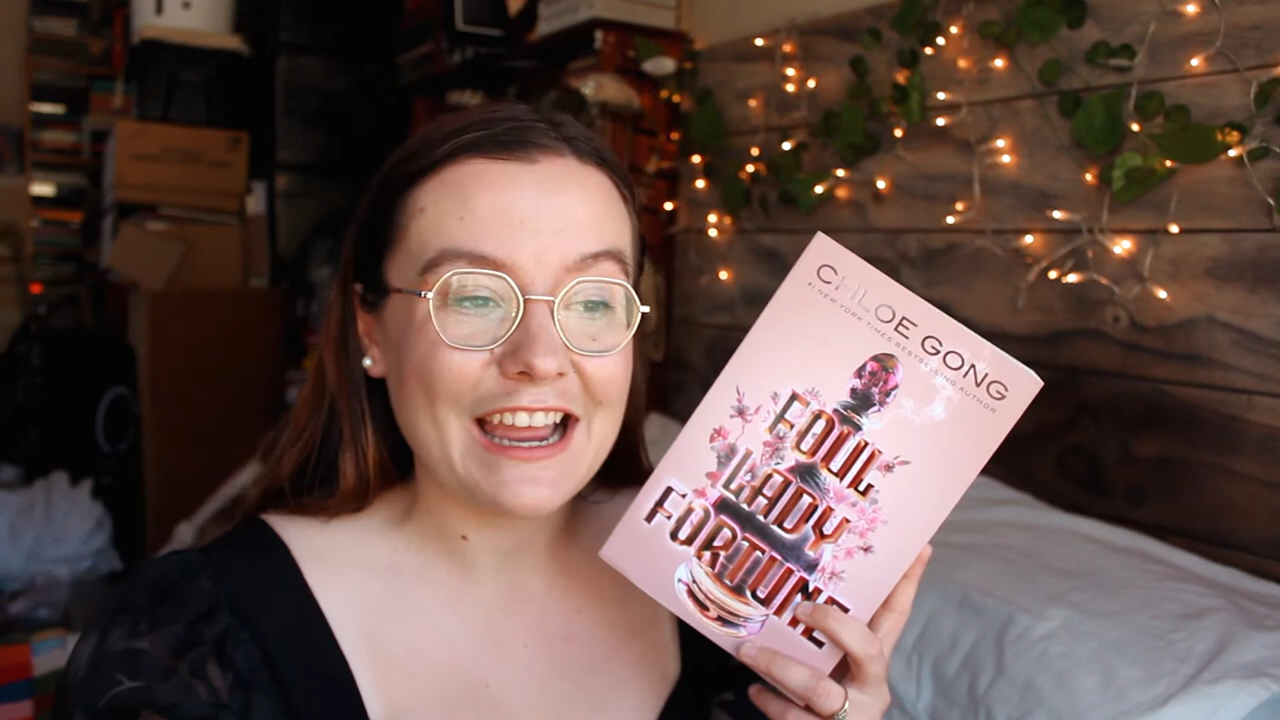 CHLOE GONG
#1 NEW YORK TIMES BESTSELLING AUTHOR
FOUL
LADY
FORTUNE